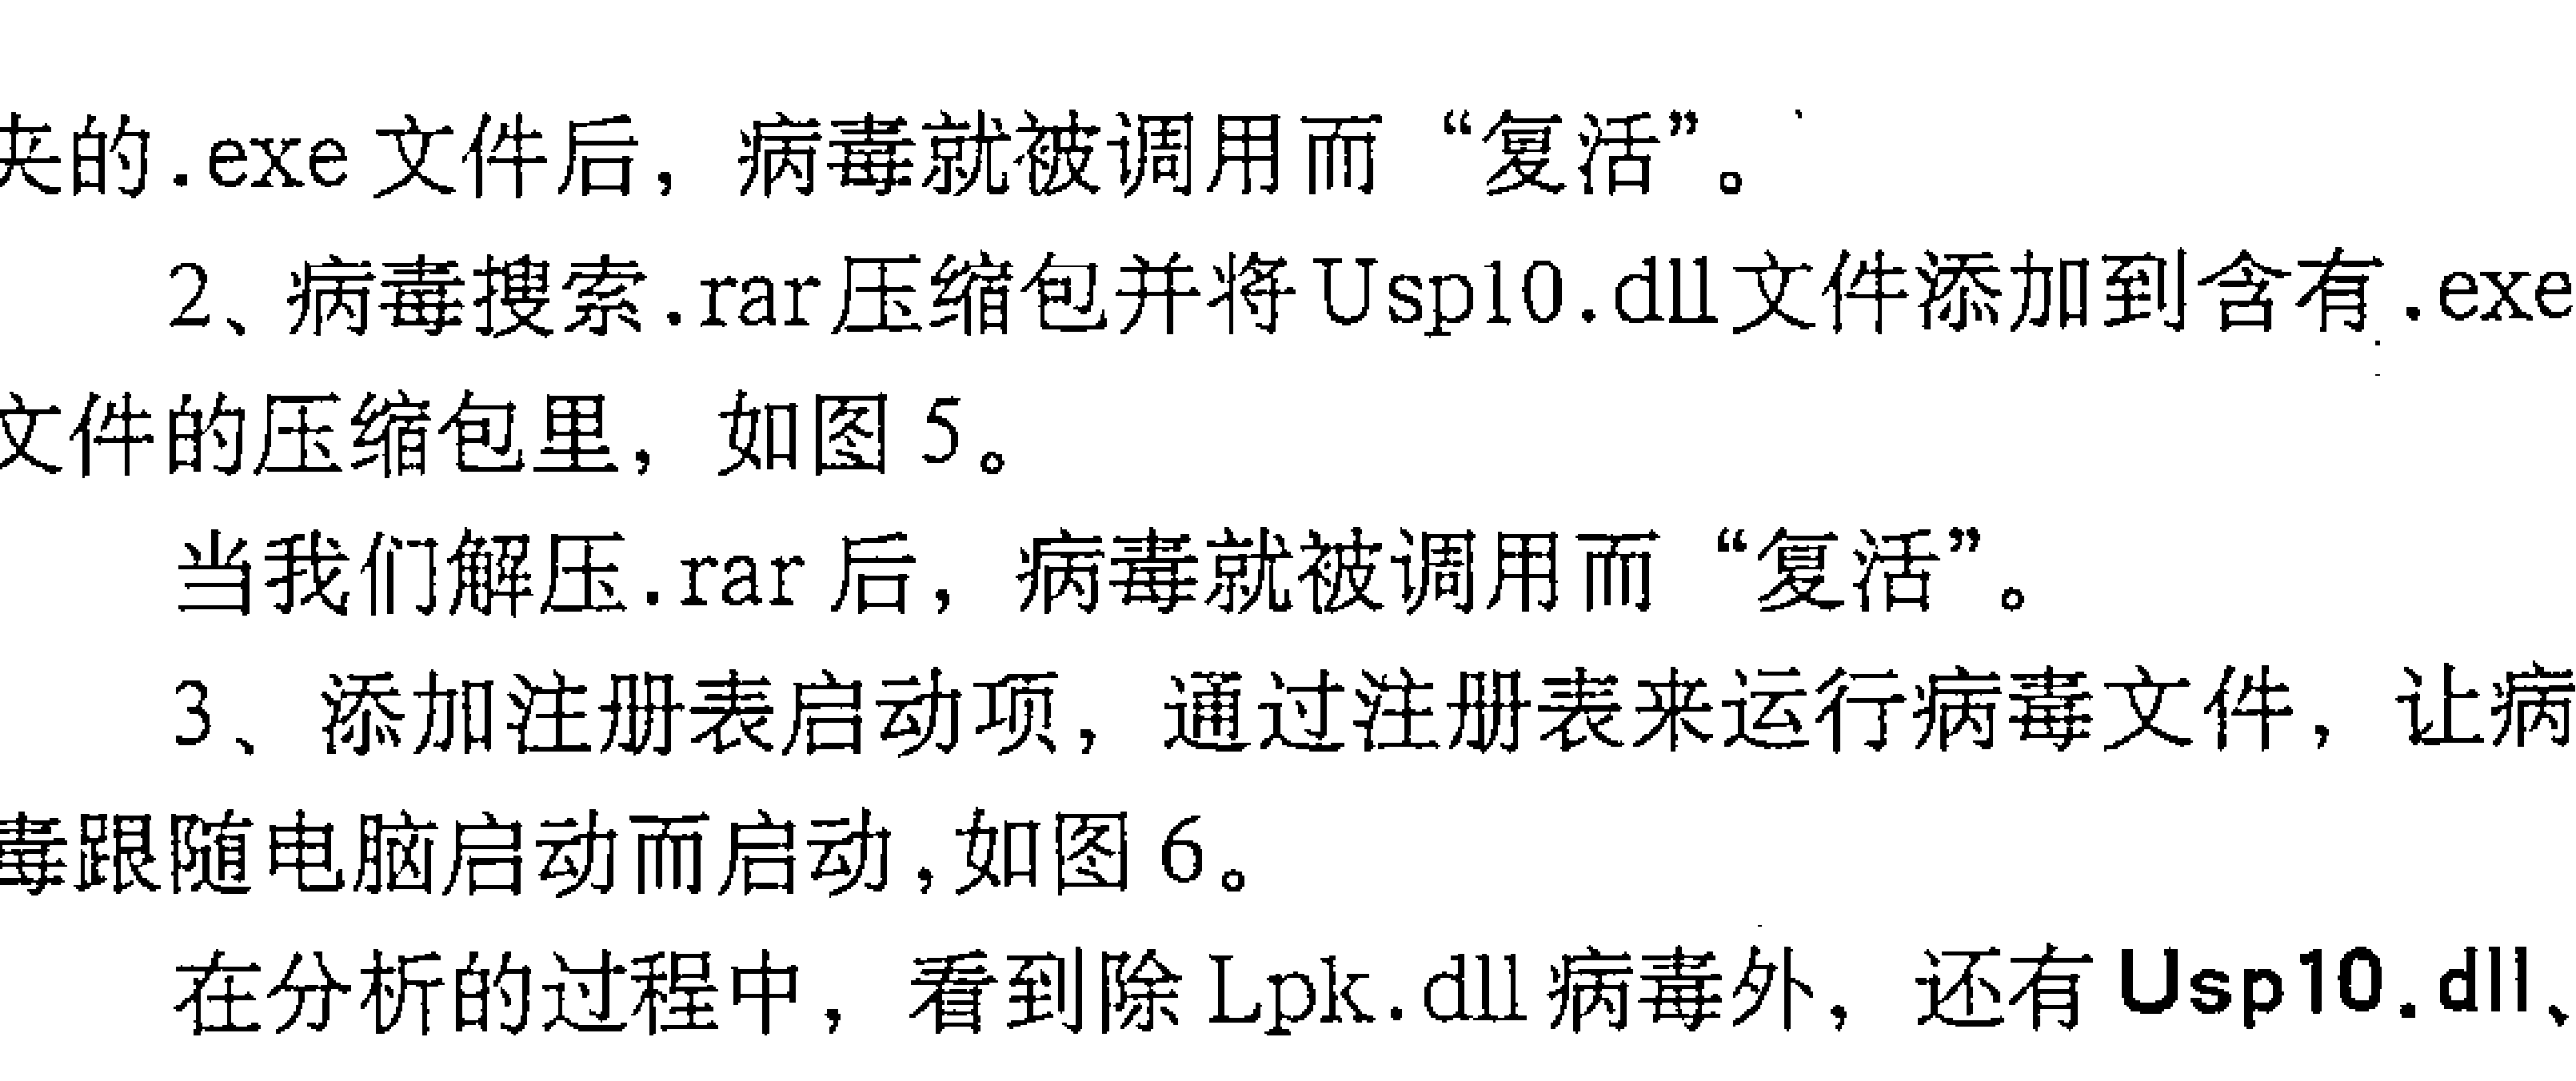 夹的.exe文件后，病毒就被调用而“复活”。
2、病毒搜索.rar压缩包并将Usp10.dll文件添加到含有.exe
文件的压缩包里，如图5。
当我们解压.rar后，病毒就被调用而“复活”。
3、添加注册表启动项，通过注册表来运行病毒文件，让病
毒跟随电脑启动而启动，如图6。
在分析的过程中，看到除Lpk.dll病毒外，还有Usp10.dll、